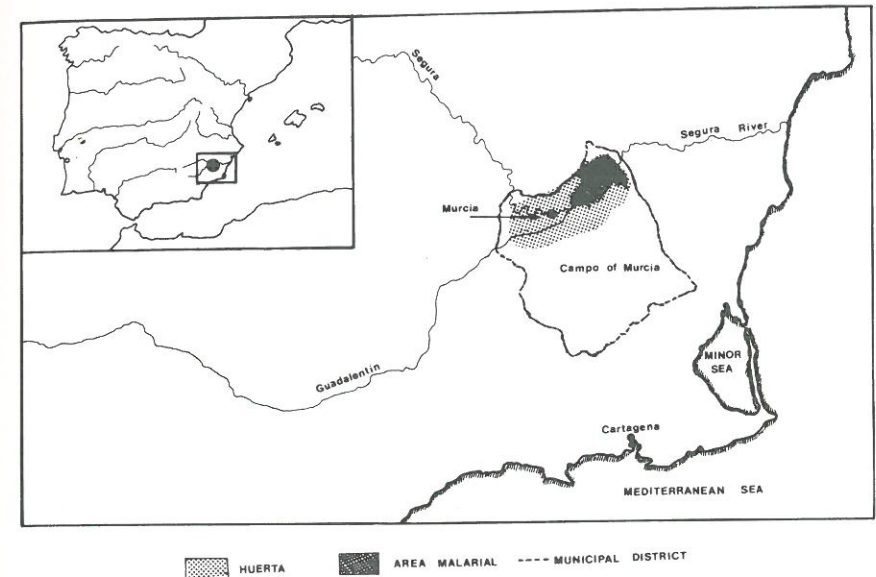 Segura
Segura River
Murcia
Campo of Murcia
Guadalentin
MINOR
SEA
Cartagena
MEDITERRANEAN SEA
HUERTA
AREA MALARIAL
MUNICIPAL DISTRICT